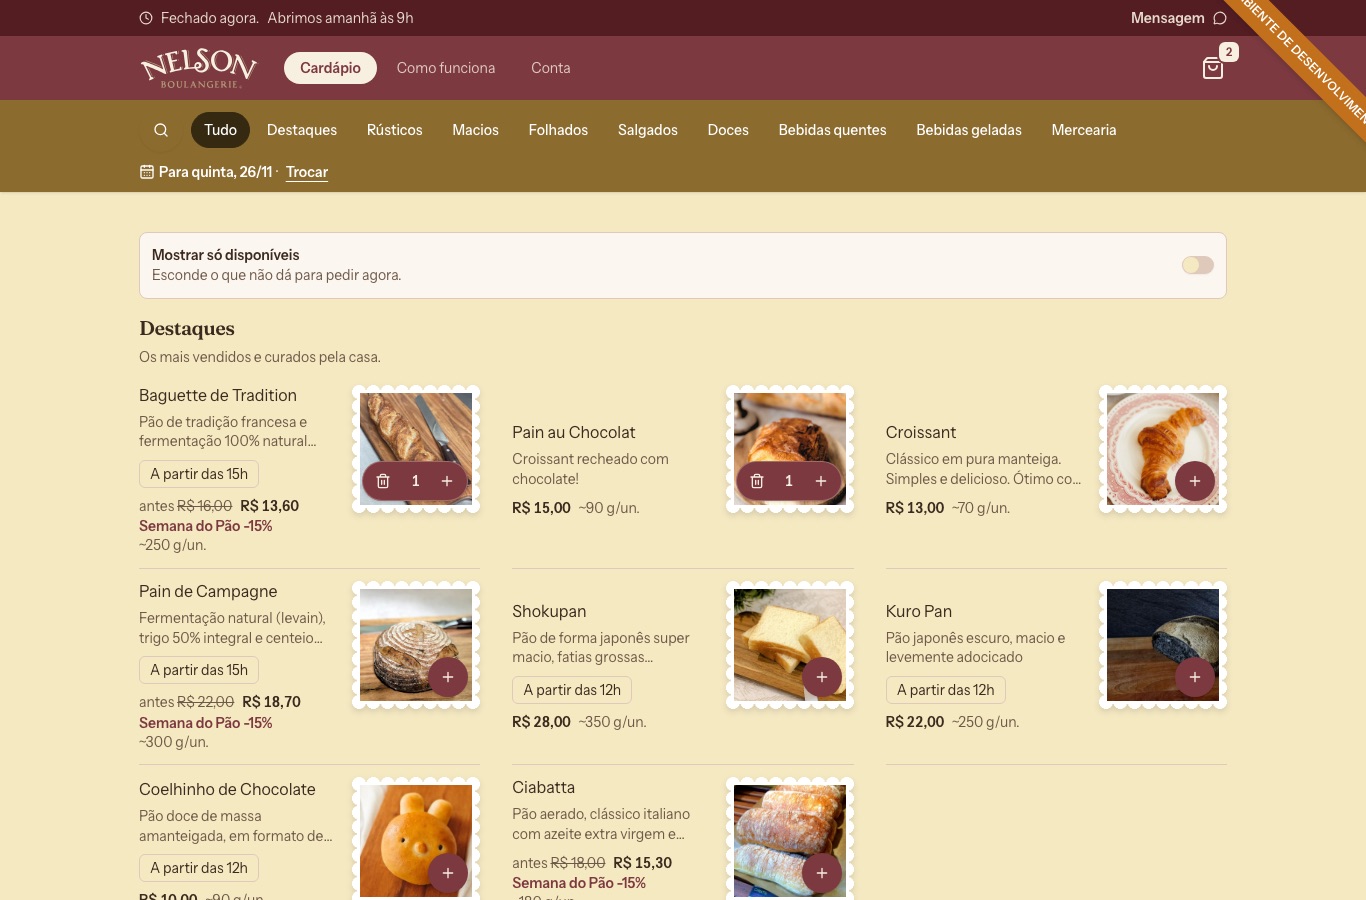 Fechado agora. Abrimos amanhã às 9h
Mensagem
NELSON
BOULANGERIE
Cardápio
Como funciona
Conta
2
Tudo
Destaques
Rústicos
Macios
Folhados
Salgados
Doces
Bebidas quentes
Bebidas geladas
Mercearia
Para quinta, 26/11 · Trocar
Mostrar só disponíveis
Esconde o que não dá para pedir agora.
Destaques
Os mais vendidos e curados pela casa.
Baguette de Tradition
Pão de tradição francesa e
fermentação 100% natural...
A partir das 15h
antes R$ 16,00 R$ 13,60
Semana do Pão -15%
~250 g/un.
1
Pain au Chocolat
Croissant recheado com
chocolate!
R$ 15,00 ~90 g/un.
1
Croissant
Clássico em pura manteiga.
Simples e delicioso. Ótimo co...
R$ 13,00 ~70 g/un.
Pain de Campagne
Fermentação natural (levain),
trigo 50% integral e centeio...
A partir das 15h
antes R$ 22,00 R$ 18,70
Semana do Pão -15%
~300 g/un.
Shokupan
Pão de forma japonês super
macio, fatias grossas...
A partir das 12h
R$ 28,00 ~350 g/un.
Kuro Pan
Pão japonês escuro, macio e
levemente adocicado
A partir das 12h
R$ 22,00 ~250 g/un.
Coelhinho de Chocolate
Pão doce de massa
amanteigada, em formato de...
A partir das 12h
R$ 10,00 ~90 g/un.
Ciabatta
Pão aerado, clássico italiano
com azeite extra virgem e...
antes R$ 18,00 R$ 15,30
Semana do Pão -15%
~180 g/un.